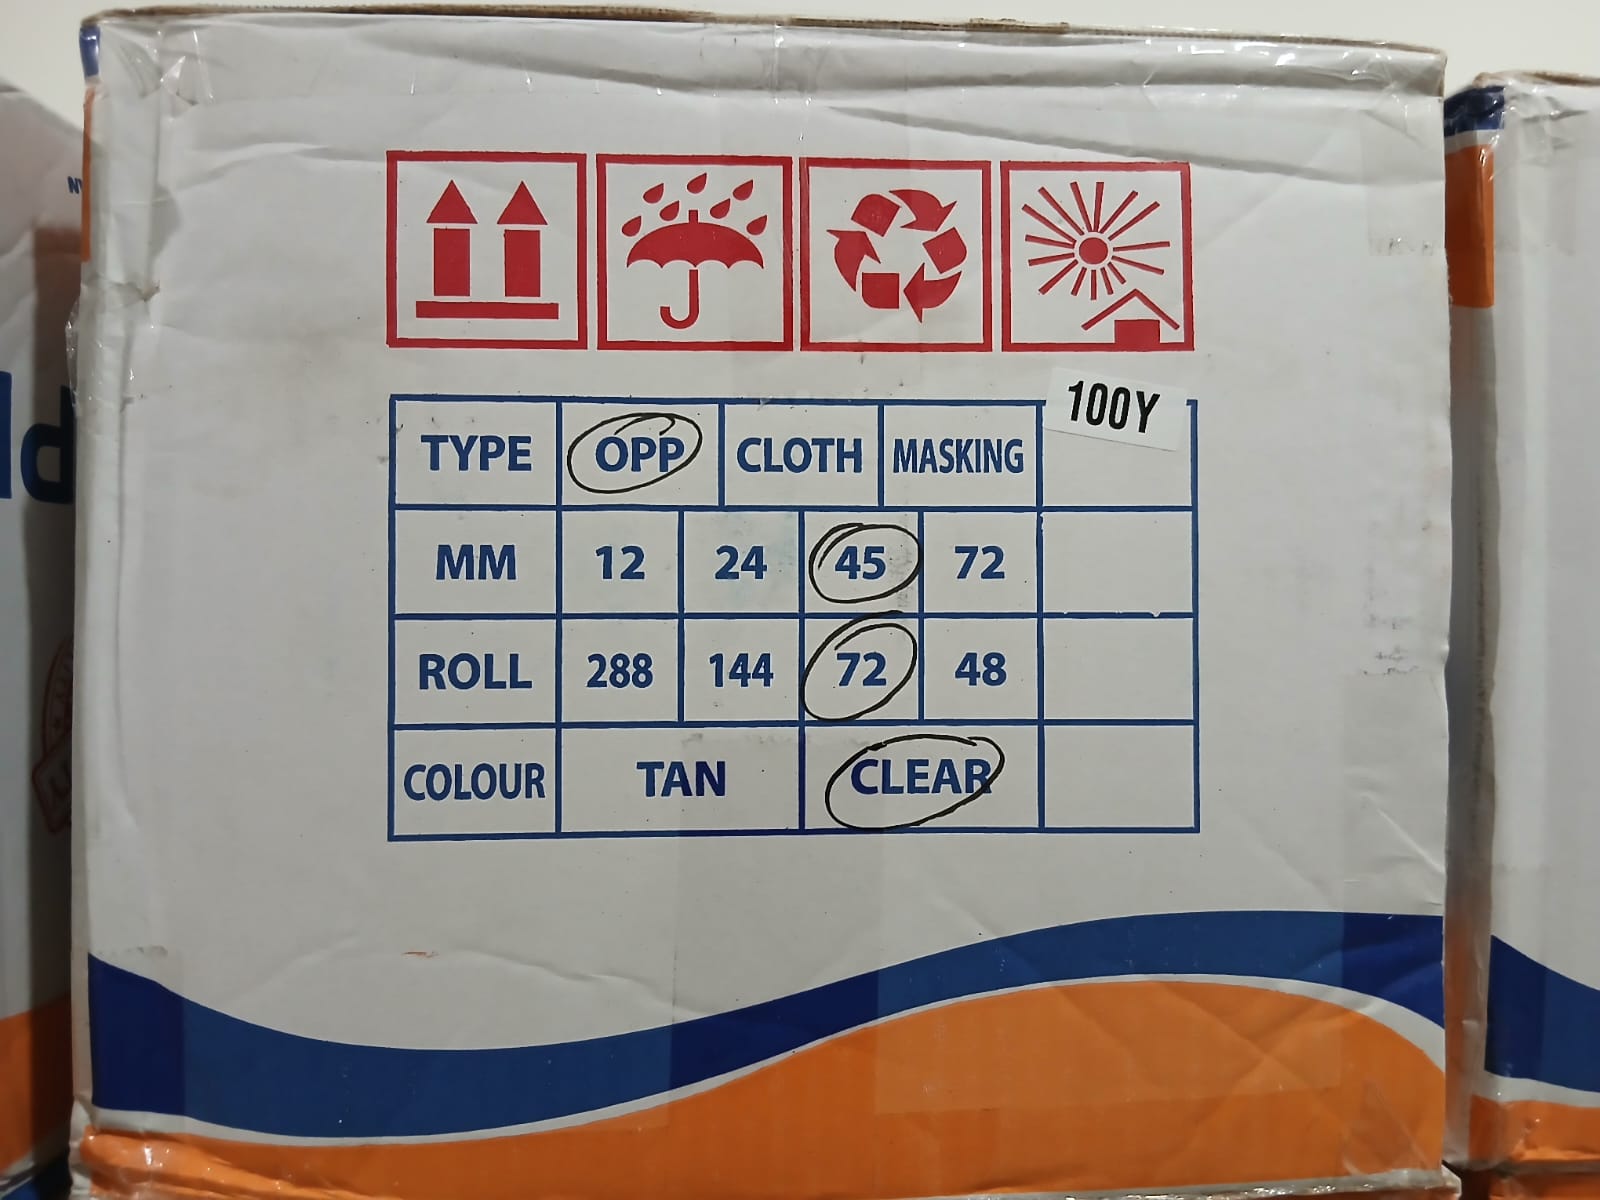 100Y
TYPE OPP CLOTH MASKING
MM 12 24 45 72
ROLL 288 144 72 48
COLOUR TAN CLEAR